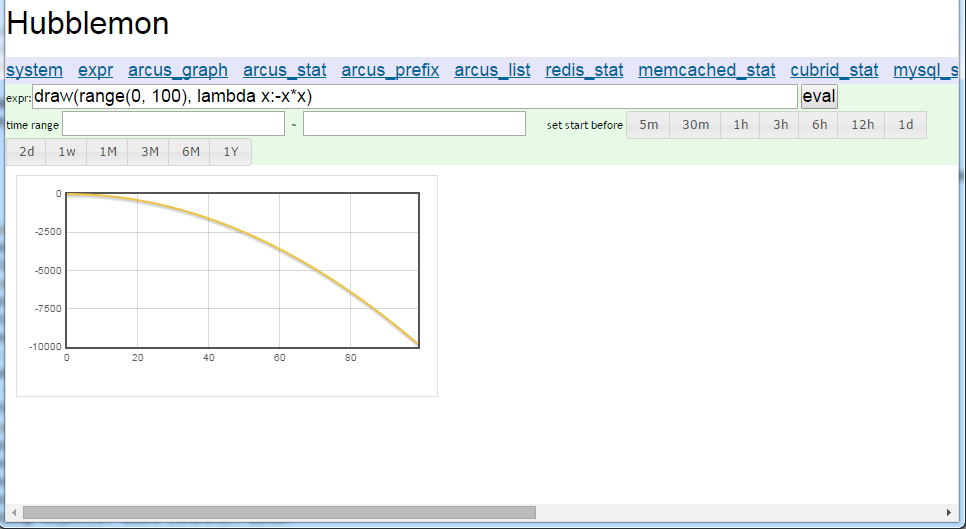 Hubblemon
system expr arcus_graph arcus_stat arcus_prefix arcus_list redis_stat memcached_stat cubrid_stat mysql_s
expr: draw(range(0, 100), lambda x:-x*x) eval
time range ~ set start before 5m 30m 1h 3h 6h 12h 1d
2d 1w 1M 3M 6M 1Y
0
-2500
-5000
-7500
-10000
0 20 40 60 80